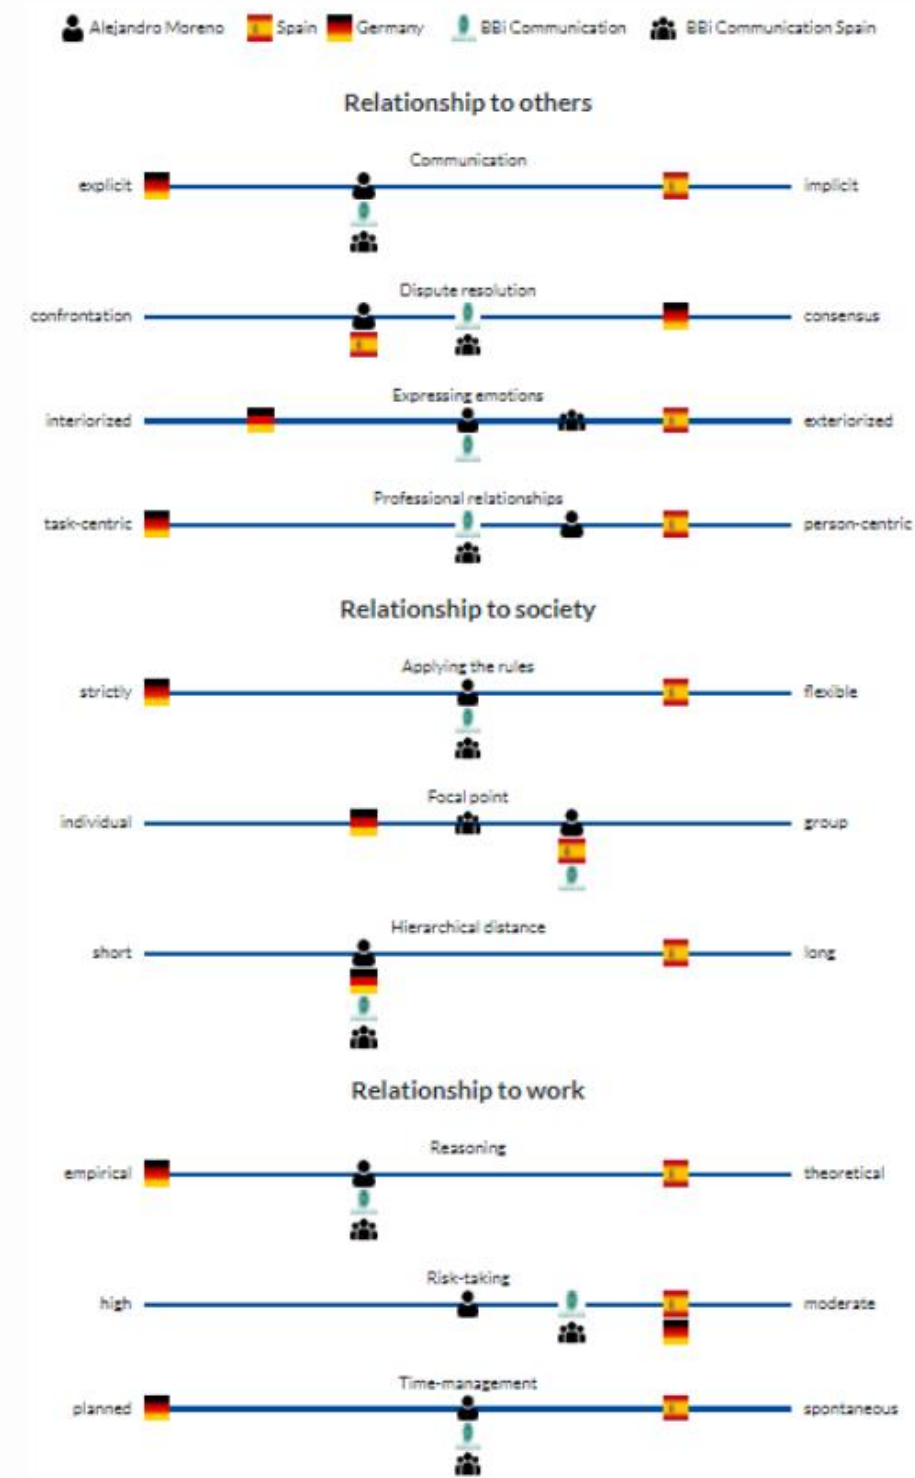 Alejandro Moreno Spain Germany BBi Communication BBi Communication Spain
Relationship to others
Communication
explicit implicit
Dispute resolution
confrontation consensus
Expressing emotions
interiorized exteriorized
Professional relationships
task-centric person-centric
Relationship to society
Applying the rules
strictly flexible
Focal point
individual group
Hierarchical distance
short long
Relationship to work
Reasoning
empirical theoretical
Risk-taking
high moderate
Time-management
planned spontaneous